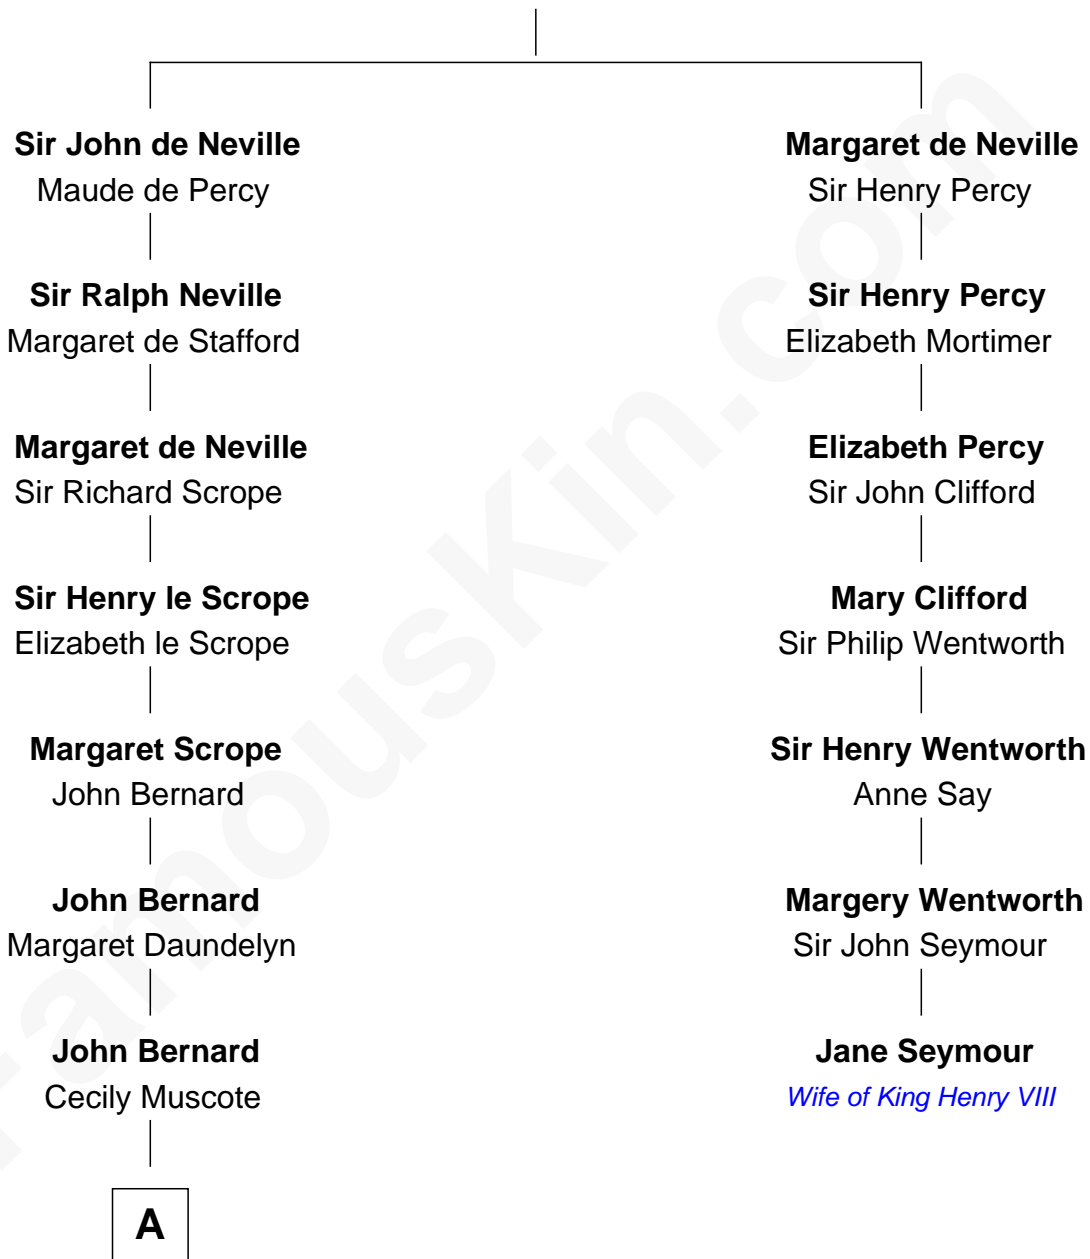 Sir John de Neville
Maude de Percy
Sir Ralph Neville
Margaret de Stafford
Margaret de Neville
Sir Richard Scrope
Sir Henry le Scrope
Elizabeth le Scrope
Margaret Scrope
John Bernard
John Bernard
Margaret Daundelyn
John Bernard
Cecily Muscote
A
Margaret de Neville
Sir Henry Percy
Sir Henry Percy
Elizabeth Mortimer
Elizabeth Percy
Sir John Clifford
Mary Clifford
Sir Philip Wentworth
Sir Henry Wentworth
Anne Say
Margery Wentworth
Sir John Seymour
Jane Seymour
Wife of King Henry VIII
FamousKin.com